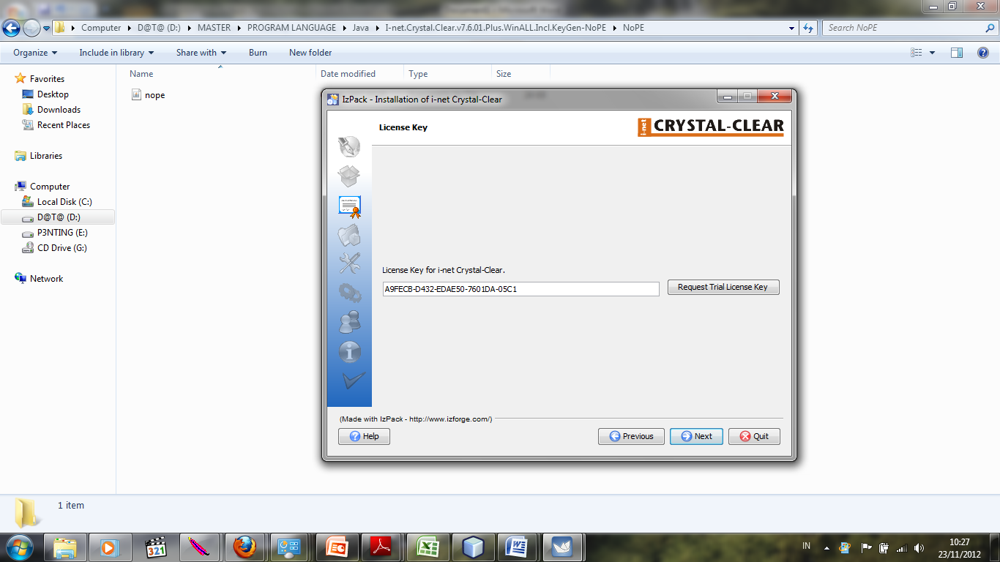 Computer D@T@ (D:) MASTER PROGRAM LANGUAGE Java I-net.Crystal.Clear.v7.6.01.Plus.WinALL.Incl.KeyGen-NoPE NoPE Search NoPE
Organize Include in library Share with Burn New folder
Favorites
Desktop
Downloads
Recent Places
Libraries
Computer
Local Disk (C:)
D@T@ (D:)
P3NTING (E:)
CD Drive (G:)
Network
Name Date modified Type Size
nope
IzPack - Installation of i-net Crystal-Clear
License Key
i-net CRYSTAL-CLEAR
License Key for i-net Crystal-Clear.
A9FECB-D432-EDAE50-7601DA-05C1 Request Trial License Key
(Made with IzPack - http://www.izforge.com/)
Help Previous Next Quit
1 item
321
IN
10:27
23/11/2012